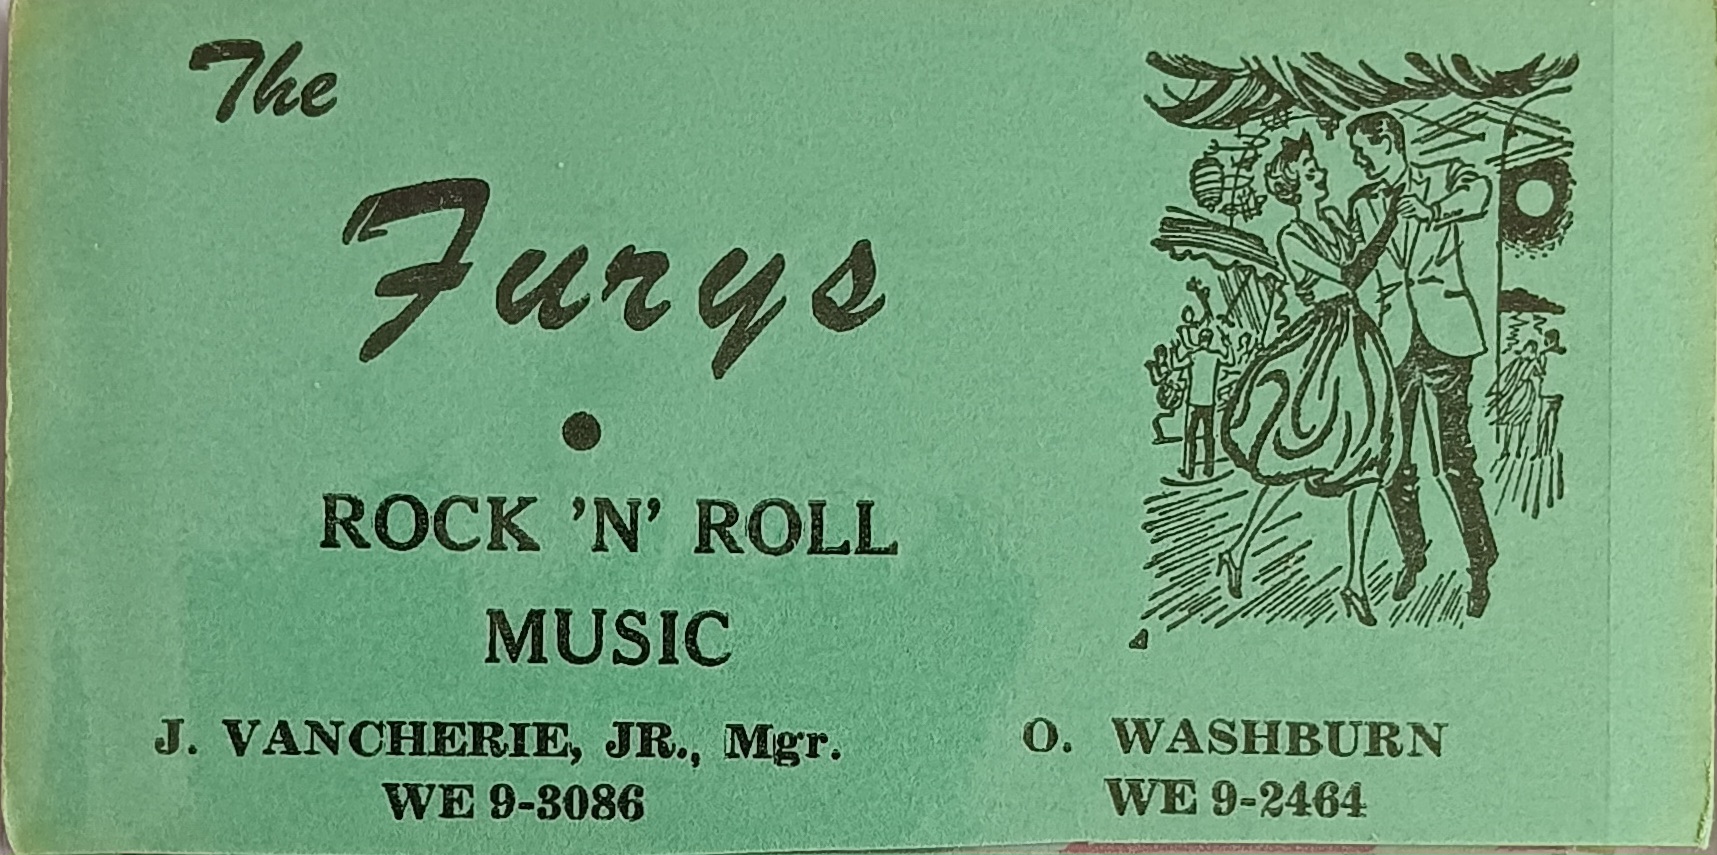 The
Furys
ROCK 'N' ROLL
MUSIC
J. VANCHERIE, JR., Mgr.
WE 9-3086
O. WASHBURN
WE 9-2464